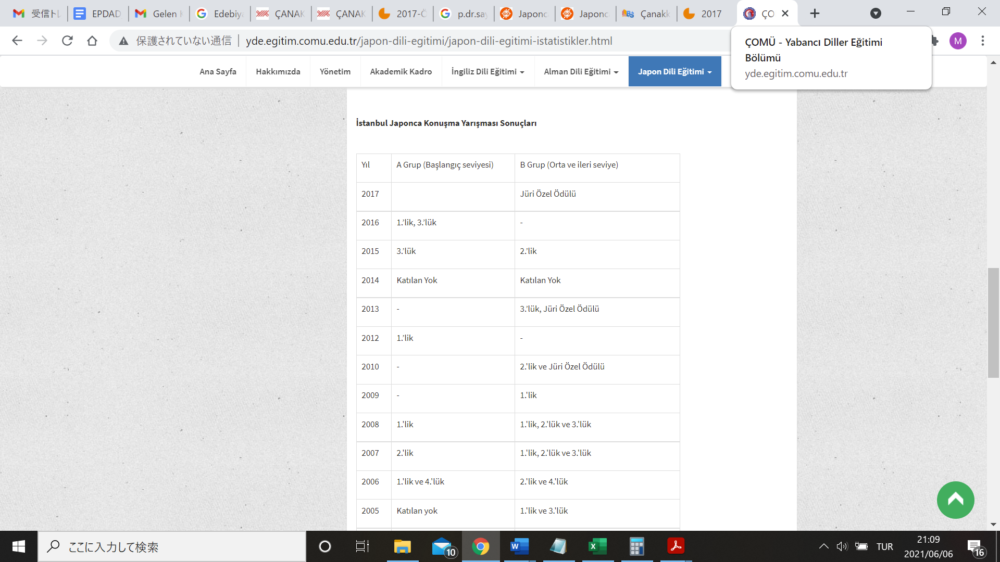 受信ト
EPDAD
Gelen K
Edebiya
ÇANAK
ÇANAK
2017-Ö
p.dr.say
Japonc
Japonc
Çanakk
2017
ÇO
保護されていない通信
yde.egitim.comu.edu.tr/japon-dili-egitimi/japon-dili-egitimi-istatistikler.html
M
ÇOMÜ - Yabancı Diller Eğitimi
Bölümü
yde.egitim.comu.edu.tr
Ana Sayfa
Hakkımızda
Yönetim
Akademik Kadro
İngiliz Dili Eğitimi
Alman Dili Eğitimi
Japon Dili Eğitimi
İstanbul Japonca Konuşma Yarışması Sonuçları
Yıl A Grup (Başlangıç seviyesi) B Grup (Orta ve ileri seviye)
2017 Jüri Özel Ödülü
2016 1.’lik, 3.’lük -
2015 3.’lük 2.’lik
2014 Katılan Yok Katılan Yok
2013 - 3.’lük, Jüri Özel Ödülü
2012 1.’lik -
2010 - 2.'lik ve Jüri Özel Ödülü
2009 - 1.'lik
2008 1.'lik 1.'lik, 2.'lük ve 3.'lük
2007 2.'lik 1.'lik, 2.'lük ve 3.'lük
2006 1.'lik ve 4.'lük 2.'lik ve 4.'lük
2005 Katılan yok 1.'lik ve 3.'lük
ここに入力して検索
10
TUR
21:09
2021/06/06
16